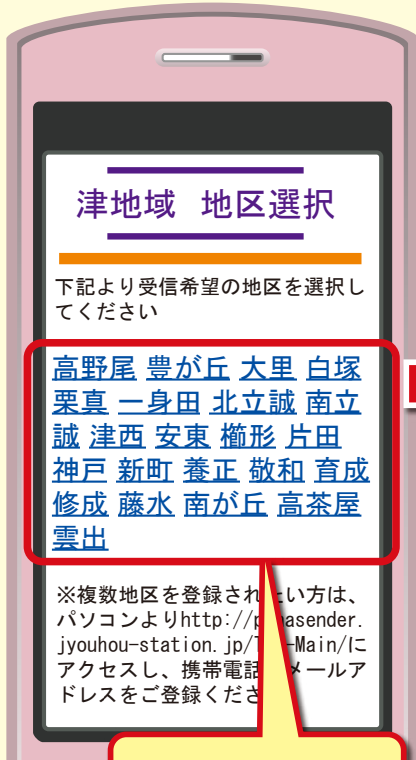 津地域　地区選択
下記より受信希望の地区を選択し
てください
高野尾 豊が丘 大里 白塚
栗真 一身田 北立誠 南立
誠 津西 安東 櫛形 片田
神戸 新町 養正 敬和 育成
修成 藤水 南が丘 高茶屋
雲出
※複数地区を登録され い方は、
パソコンよりhttp://p asender.
jyouhou-station.jp/ -Main/に
アクセスし、携帯電話 メールア
ドレスをご登録くださ